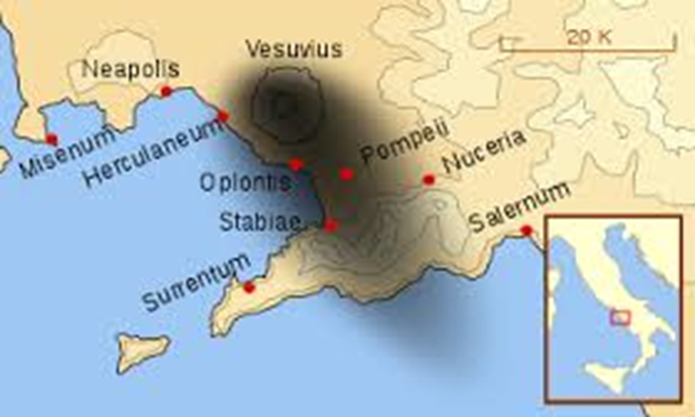 Vesuvius
20 K
Neapolis
Misenum
Herculaneum
Pompeii
Nuceria
Oplontis
Stabiae
Salernum
Surrentum